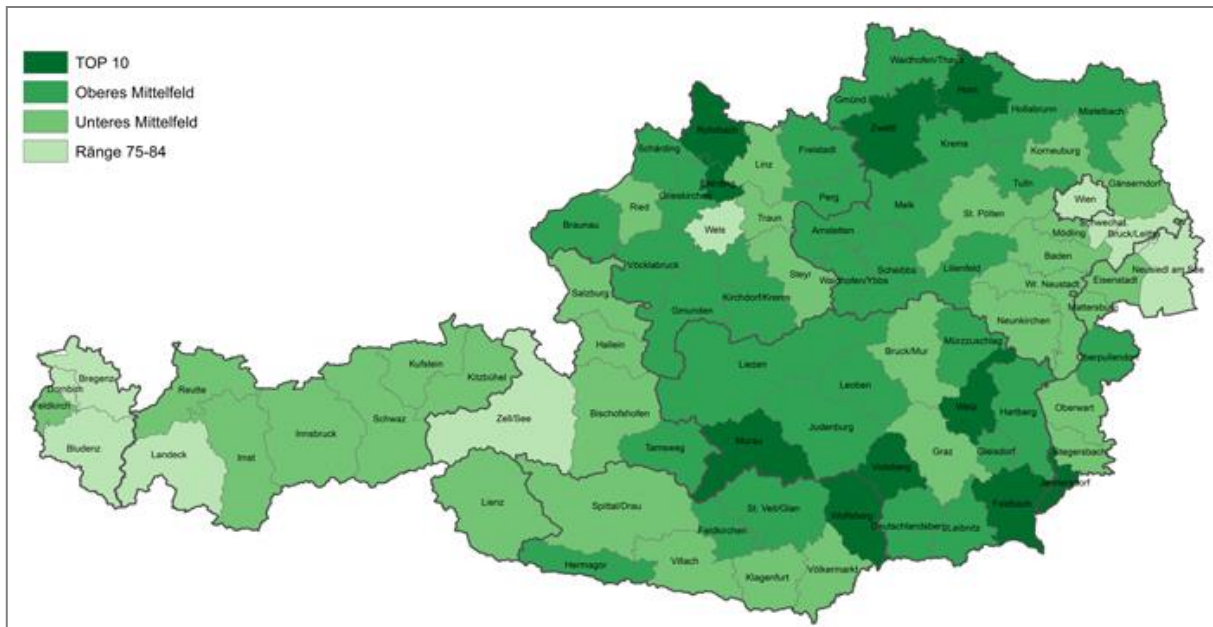 TOP 10
Oberes Mittelfeld
Unteres Mittelfeld
Ränge 75-84
Waidhofen/Thaya
Horn
Gmünd
Hollabrunn
Mistelbach
Rohrbach
Zwettl
Schärding
Linz
Freistadt
Krems
Korneuburg
Eferding
Gänserndorf
Grieskirchen
Tulln
Ried
Perg
Melk
Wien
Braunau
Wels
Traun
St. Pölten
Schwechat
Amstetten
Mödling
Bruck/Leitha
Baden
Vöcklabruck
Steyr
Scheibbs
Lilienfeld
Neusiedl am See
Waidhofen/Ybbs
Eisenstadt
Salzburg
Kirchdorf/Krems
Wr. Neustadt
Gmunden
Mattersburg
Neunkirchen
Hallein
Mürzzuschlag
Bruck/Mur
Oberpullendorf
Kufstein
Liezen
Bregenz
Kitzbühel
Dornbirn
Reutte
Leoben
Feldkirch
Weiz
Oberwart
Schwaz
Zell/See
Bischofshofen
Hartberg
Innsbruck
Judenburg
Murau
Bludenz
Landeck
Imst
Tamsweg
Graz
Gleisdorf
Stegersbach
Voitsberg
Jennersdorf
Lienz
Spittal/Drau
St. Veit/Glan
Wolfsberg
Feldbach
Feldkirchen
Deutschlandsberg
Leibnitz
Hermagor
Villach
Völkermarkt
Klagenfurt